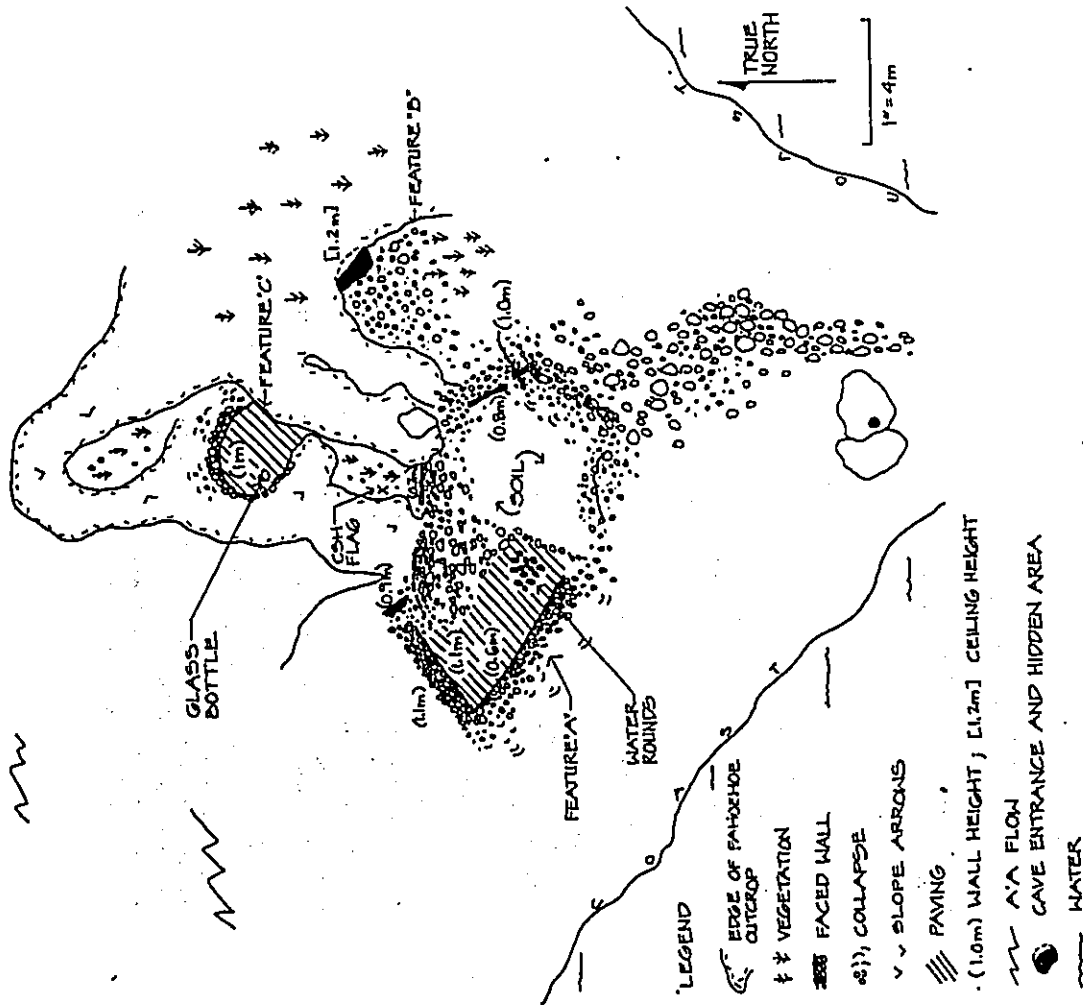 GLASS
BOTTLE
FEATURE "C"
[1.2m]
FEATURE "B"
(1m)
CSH
FLAG
(0.9m)
(1.0m)
(0.8m)
(SOIL)
(1.1m)
(1.1m)
(0.6m)
FEATURE "A"
WATER
ROUNDS
TRUE
NORTH
1" = 4m
LEGEND
EDGE OF PAHOEHOE
OUTCROP
VEGETATION
FACED WALL
COLLAPSE
SLOPE ARROWS
PAVING
(1.0m) WALL HEIGHT ; [1.2m] CEILING HEIGHT
A'A FLOW
CAVE ENTRANCE AND HIDDEN AREA
WATER